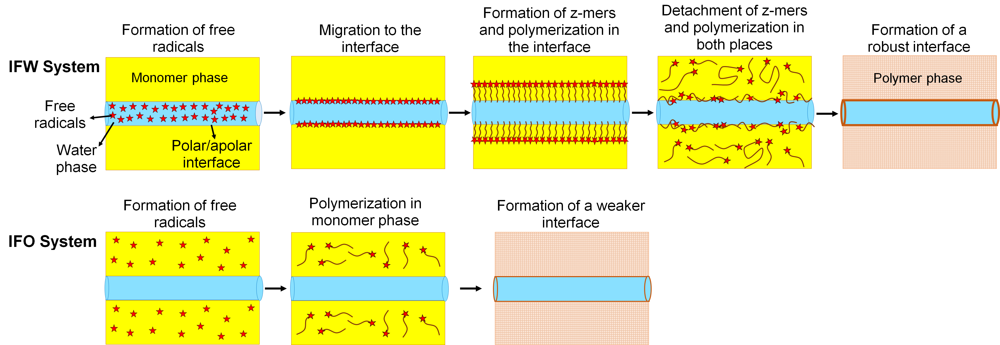 Formation of free
radicals
Migration to the
interface
Formation of z-mers
and polymerization in
the interface
Detachment of z-mers
and polymerization in
both places
Formation of a
robust interface
IFW System
Monomer phase
Polymer phase
Free
radicals
Water
phase
Polar/apolar
interface
Formation of free
radicals
Polymerization in
monomer phase
Formation of a weaker
interface
IFO System